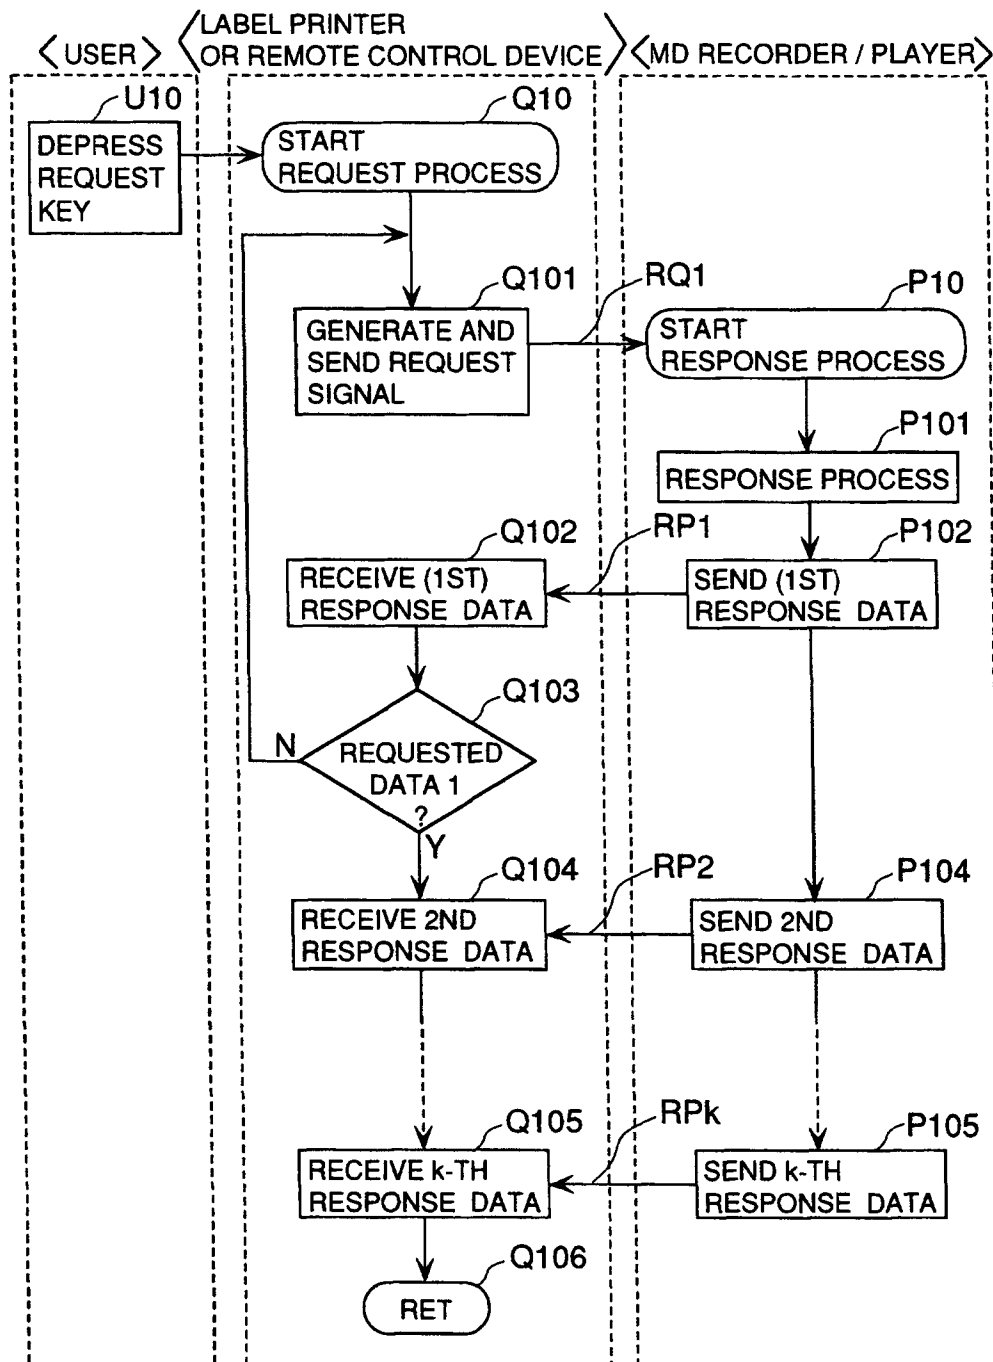 <USER>
<LABEL PRINTER
OR REMOTE CONTROL DEVICE>
<MD RECORDER / PLAYER>
U10
DEPRESS
REQUEST
KEY
Q10
START
REQUEST PROCESS
Q101
GENERATE AND
SEND REQUEST
SIGNAL
RQ1
P10
START
RESPONSE PROCESS
P101
RESPONSE PROCESS
Q102
RECEIVE (1ST)
RESPONSE DATA
RP1
P102
SEND (1ST)
RESPONSE DATA
Q103
REQUESTED
DATA 1
?
N
Y
Q104
RECEIVE 2ND
RESPONSE DATA
RP2
P104
SEND 2ND
RESPONSE DATA
Q105
RECEIVE k-TH
RESPONSE DATA
RPk
P105
SEND k-TH
RESPONSE DATA
Q106
RET